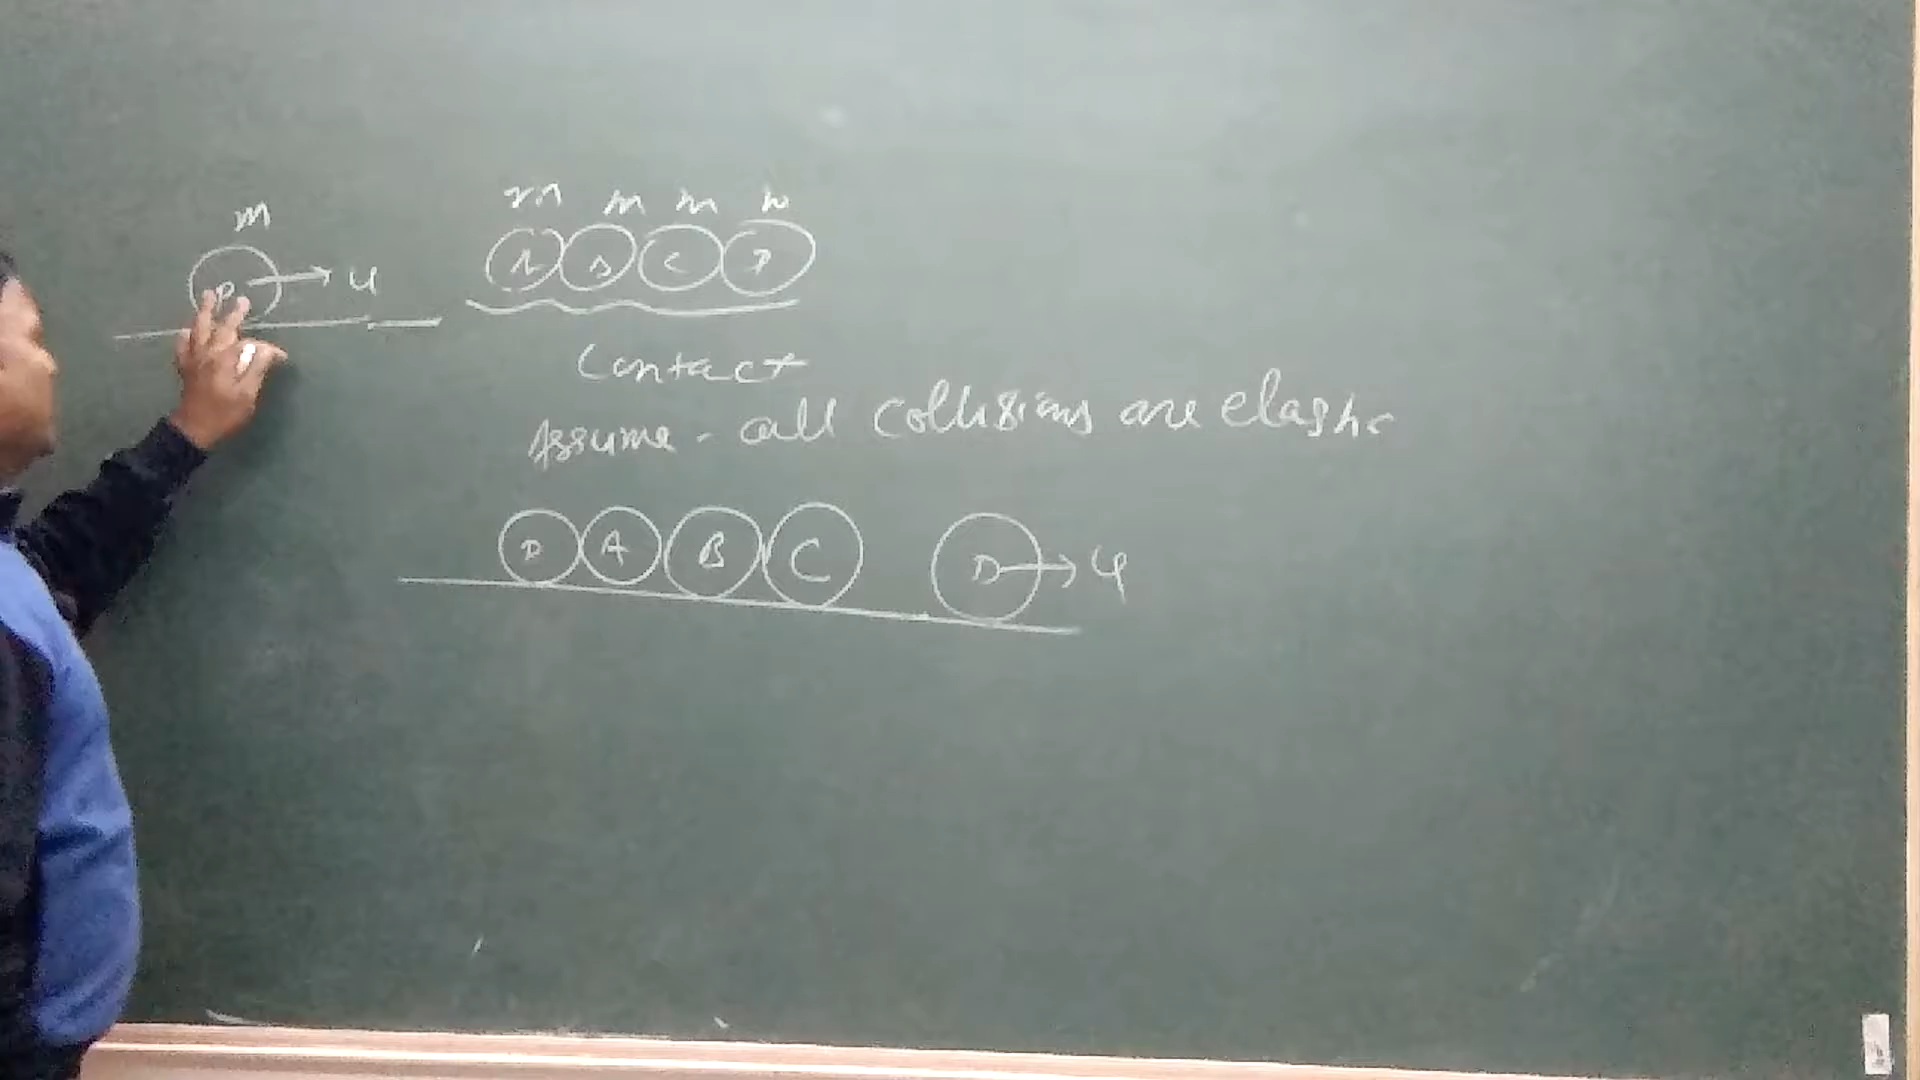 m m m m m
P → u A B C D
Contact
Assume - all collisions are elastic
P A B C D → u